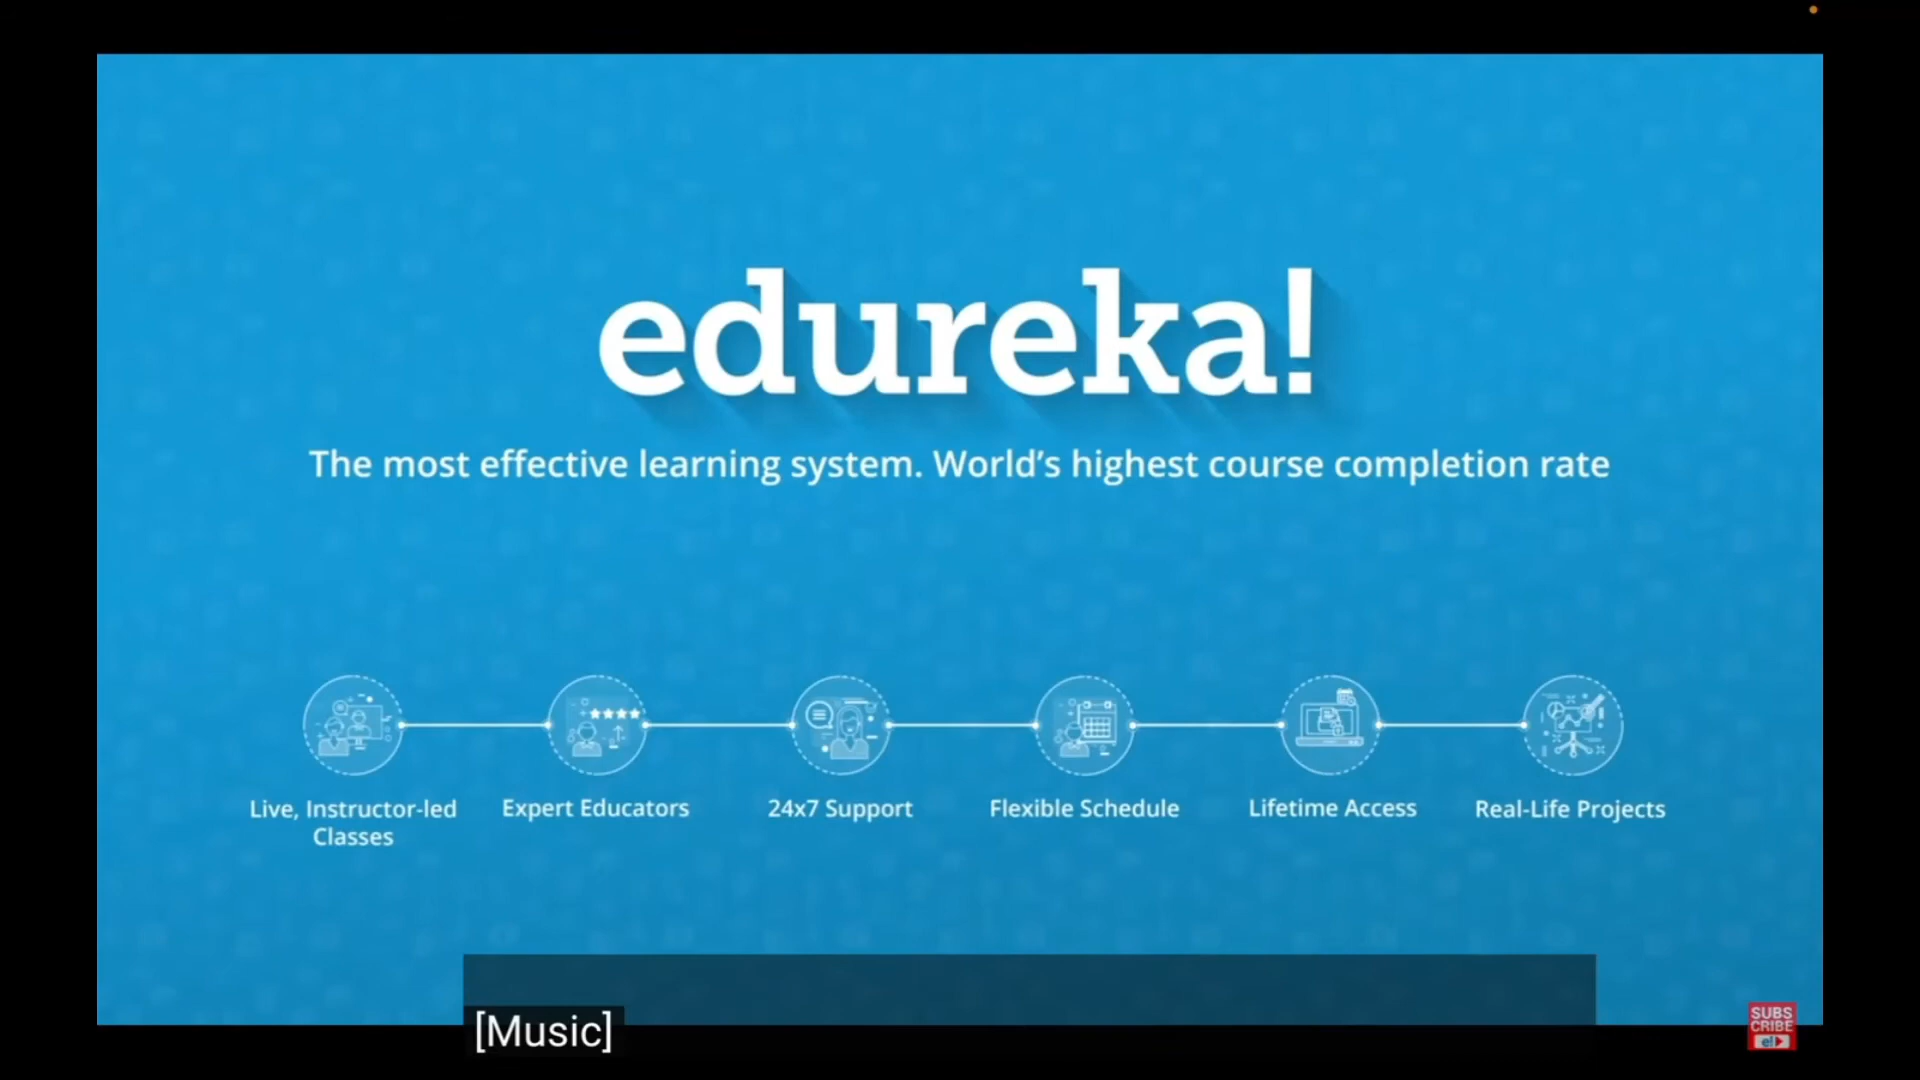 edureka!
The most effective learning system. World's highest course completion rate
Live, Instructor-led
Classes
Expert Educators
24x7 Support
Flexible Schedule
Lifetime Access
Real-Life Projects
[Music]
SUBS
CRIBE
e!